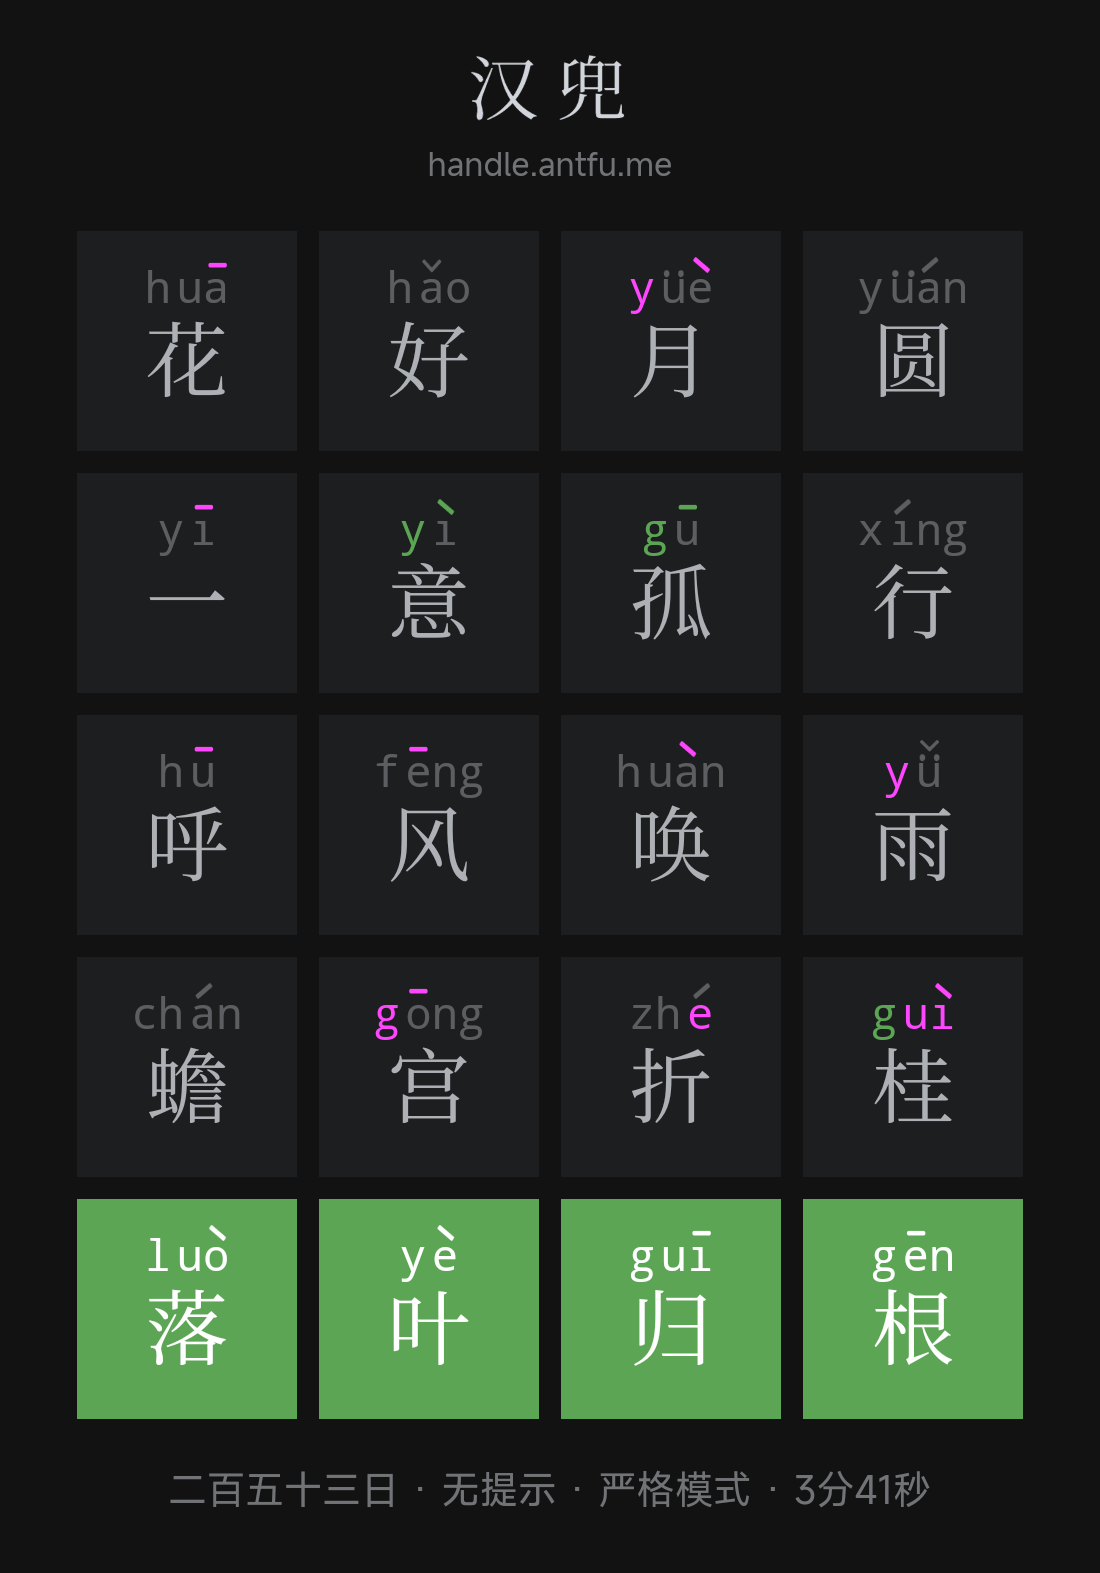 汉兜
handle.antfu.me
huā hǎo yüè yüán
花 好 月 圆
yī yì gū xíng
一 意 孤 行
hū fēng huàn yǚ
呼 风 唤 雨
chán gōng zhé guì
蟾 宫 折 桂
luò yè guī gēn
落 叶 归 根
二百五十三日 · 无提示 · 严格模式 · 3分41秒